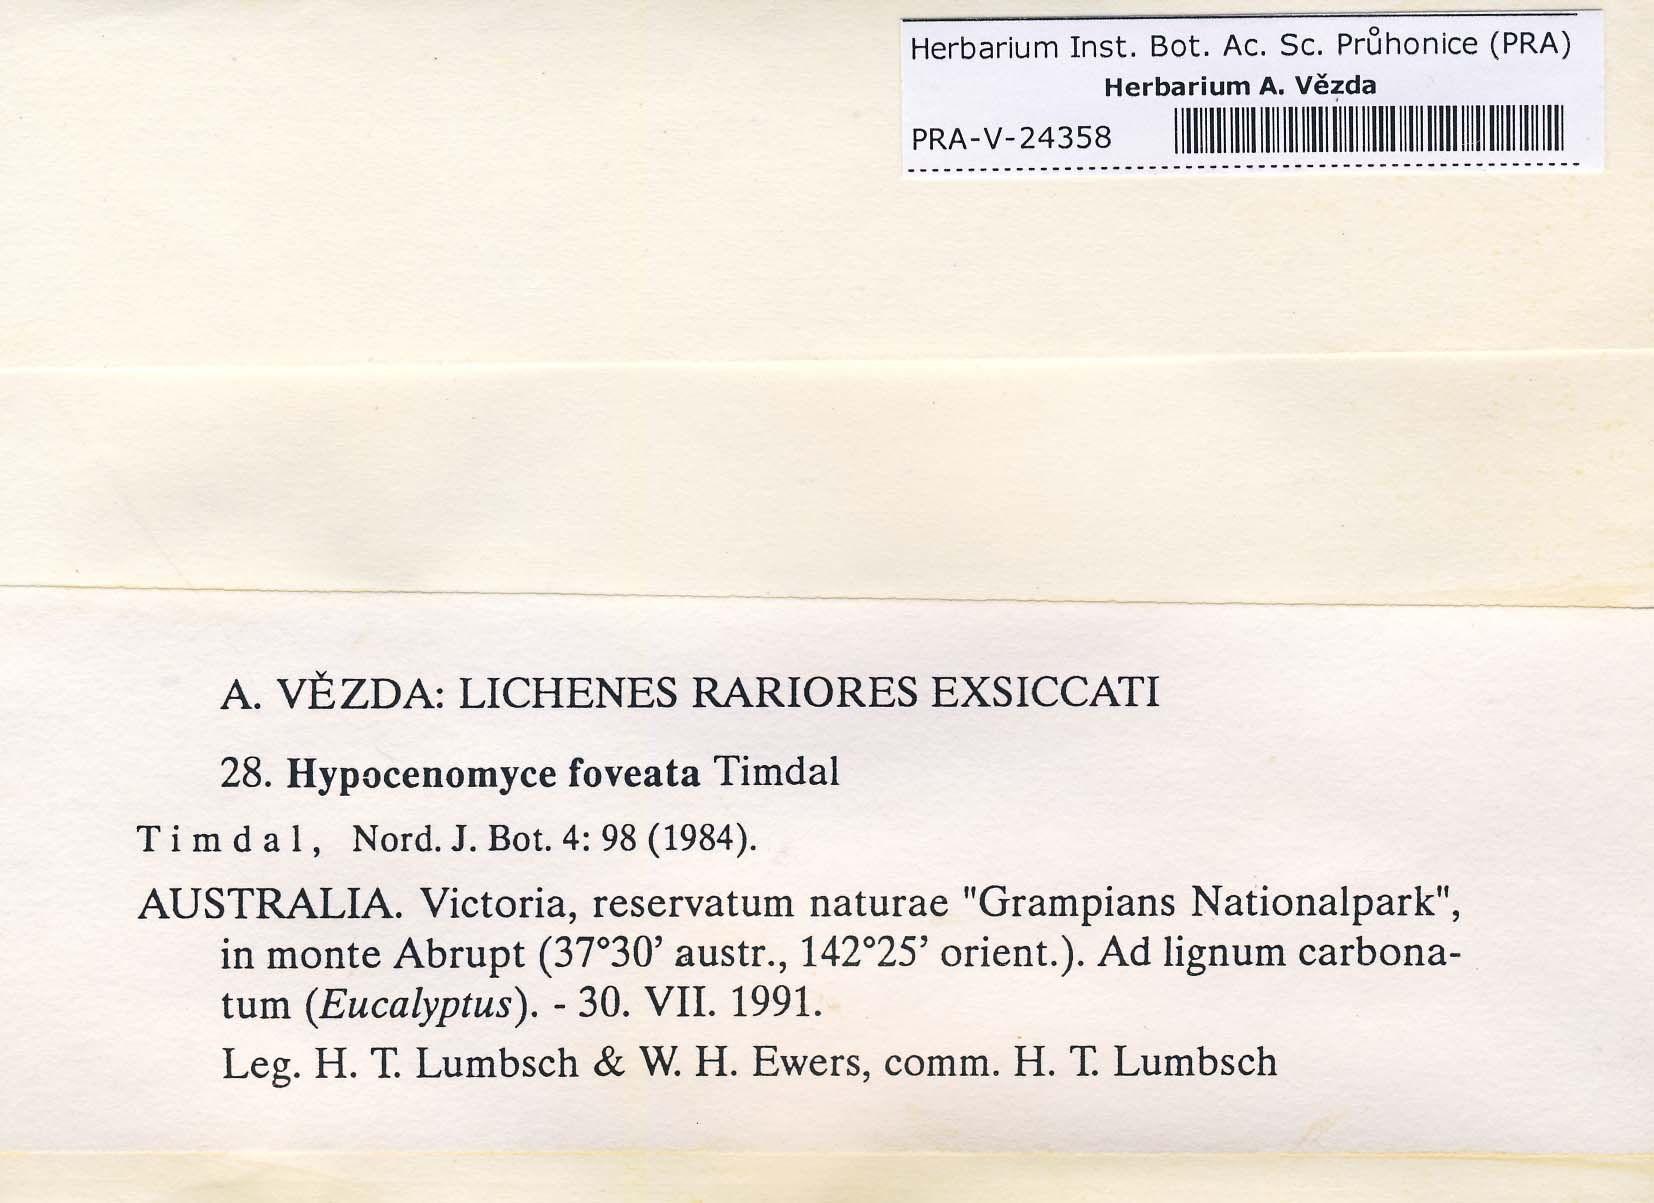 Herbarium Inst. Bot. Ac. Sc. Průhonice (PRA)
Herbarium A. Vězda
PRA-V-24358
A. VĚZDA: LICHENES RARIORES EXSICCATI
28. Hypocenomyce foveata Timdal
Timdal, Nord. J. Bot. 4: 98 (1984).
AUSTRALIA. Victoria, reservatum naturae "Grampians Nationalpark",
in monte Abrupt (37°30’ austr., 142°25’ orient.). Ad lignum carbona-
tum (Eucalyptus). - 30. VII. 1991.
Leg. H. T. Lumbsch & W. H. Ewers, comm. H. T. Lumbsch